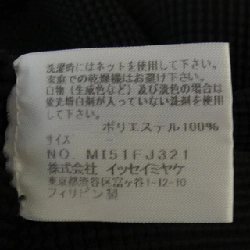 洗濯時にはネットを使用して下さい。
家庭での乾燥機はお避け下さい。
白物（生成色など）及び淡色の場合は
蛍光増白剤が入っていない洗剤を使用
して下さい。
ポリエステル100%
サイズ -
NO. MI51FJ321
株式会社 イッセイミヤケ
東京都渋谷区富ヶ谷1-12-10
フィリピン製